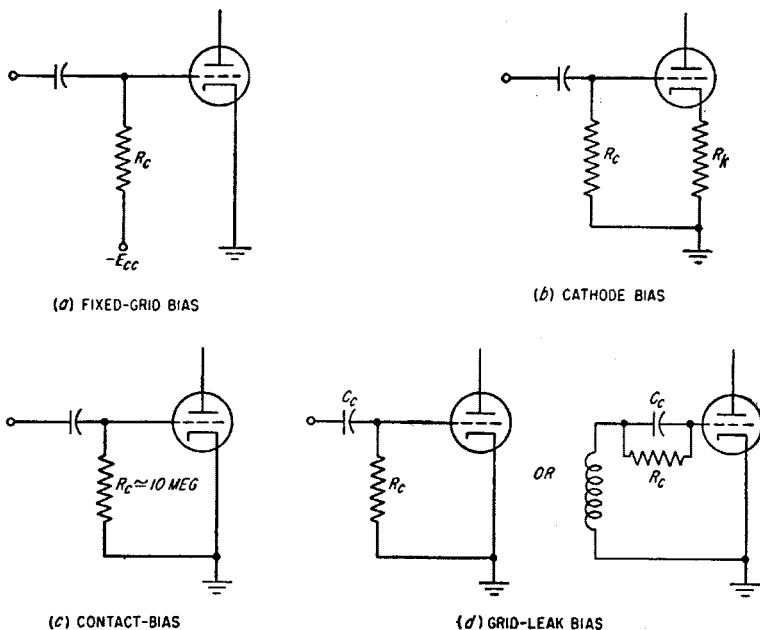 R_c
-E_cc
(a) FIXED-GRID BIAS
R_c
R_k
(b) CATHODE BIAS
R_c ≃ 10 MEG
(c) CONTACT-BIAS
C_c
R_c
OR
C_c
R_c
(d) GRID-LEAK BIAS